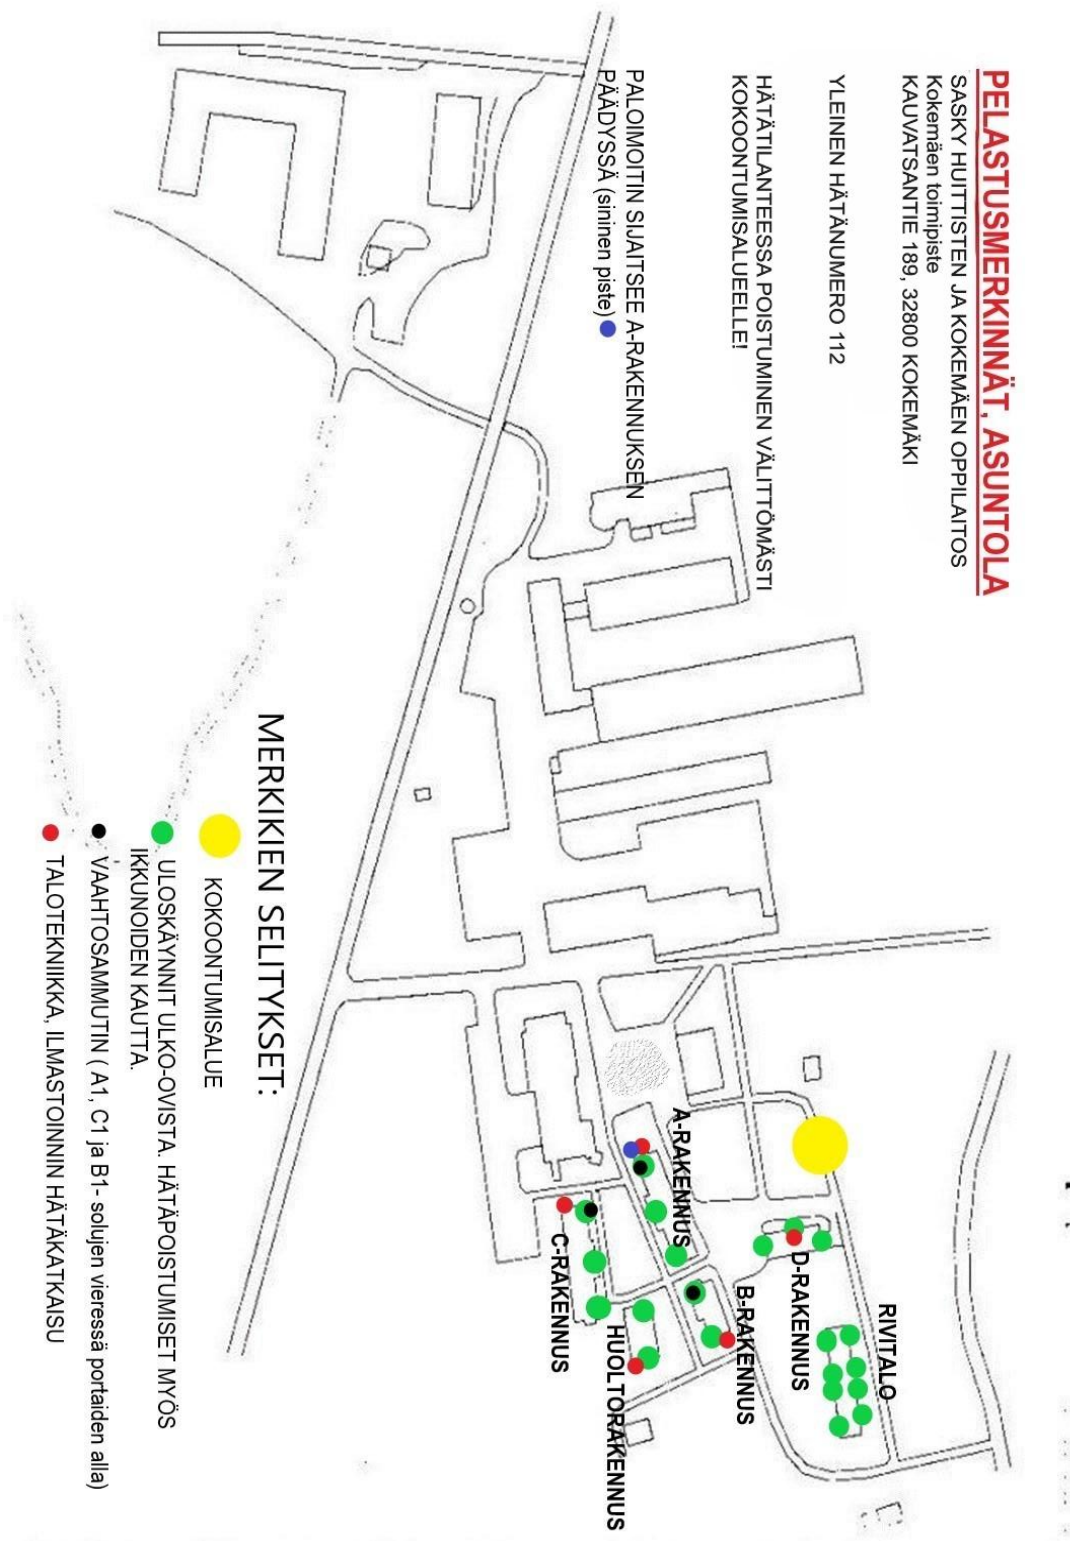 PELASTUSMERKINNÄT, ASUNTOLA
SASKY HUITTISTEN JA KOKEMÄEN OPPILAITOS
Kokemäen toimipiste
KAUVATSANTIE 189, 32800 KOKEMÄKI
YLEINEN HÄTÄNUMERO 112
HÄTÄTILANTEESSA POISTUMINEN VÄLITTÖMÄSTI
KOKOONTUMISALUEELLE!
PALOIMOITIN SIJAITSEE A-RAKENNUKSEN
PÄÄDYSSÄ (sininen piste)
RIVITALO
D-RAKENNUS
B-RAKENNUS
A-RAKENNUS
HUOLTORAKENNUS
C-RAKENNUS
MERKIKIEN SELITYKSET:
KOKOONTUMISALUE
ULOSKÄYNNIT ULKO-OVISTA. HÄTÄPOISTUMISET MYÖS
IKKUNOIDEN KAUTTA.
VAAHTOSAMMUTIN ( A1, C1 ja B1- solujen vieressä portaiden alla)
TALOTEKNIIKKA, ILMASTOINNIN HÄTÄKATKAISU